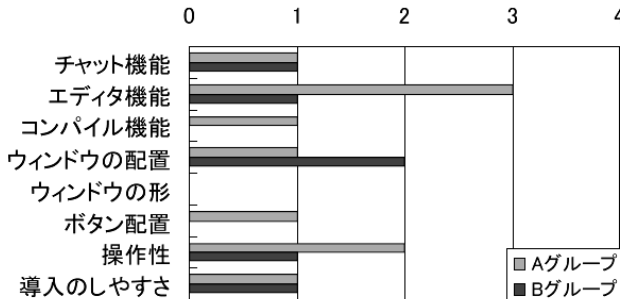 0 1 2 3 4
チャット機能
エディタ機能
コンパイル機能
ウィンドウの配置
ウィンドウの形
ボタン配置
操作性
導入のしやすさ
Aグループ
Bグループ